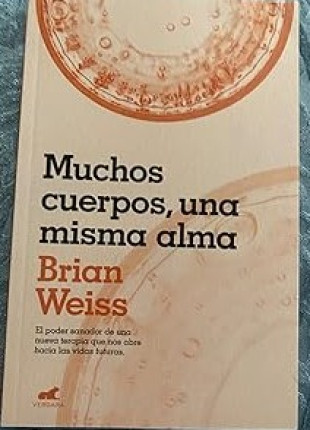 Muchos
cuerpos, una
misma alma
Brian
Weiss
El poder sanador de una
nueva terapia que nos abre
hacia las vidas futuras.
VERGARA